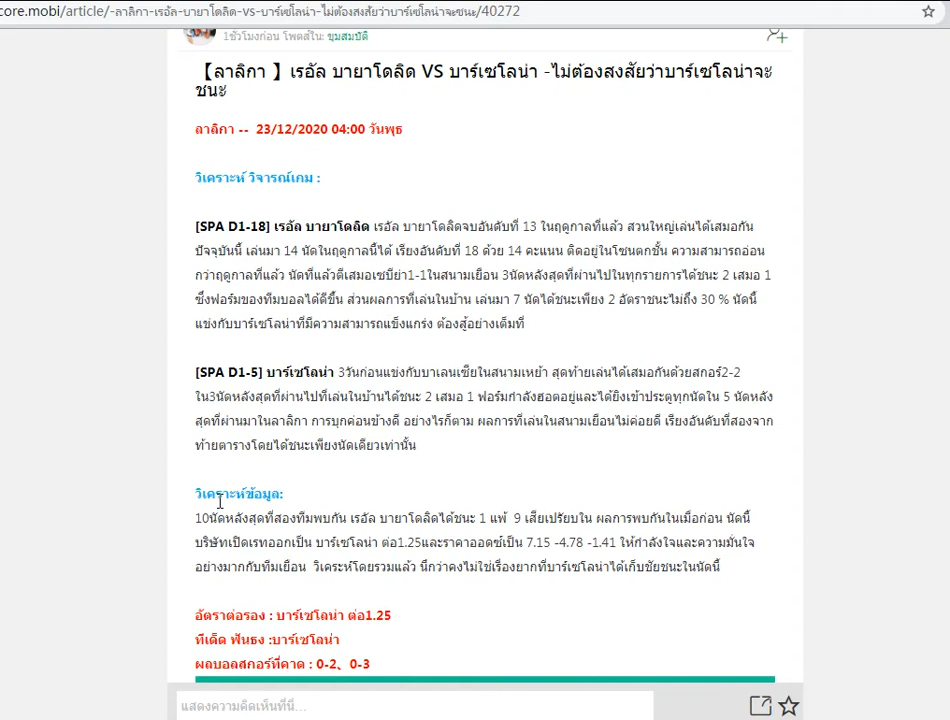 core.mobi/article/-ลาลิกา-เรอัล-บายาโดลิด-vs-บาร์เซโลน่า-ไม่ต้องสงสัยว่าบาร์เซโลน่าจะชนะ/40272
1ชั่วโมงก่อน โพสต์ใน: ขุมสมบัติ
【ลาลิกา 】เรอัล บายาโดลิด VS บาร์เซโลน่า -ไม่ต้องสงสัยว่าบาร์เซโลน่าจะ
ชนะ
ลาลิกา -- 23/12/2020 04:00 วันพุธ
วิเคราะห์ วิจารณ์เกม :
[SPA D1-18] เรอัล บายาโดลิด เรอัล บายาโดลิดจบอันดับที่ 13 ในฤดูกาลที่แล้ว สวนใหญ่เล่นได้เสมอกัน
ปัจจุบันนี้ เล่นมา 14 นัดในฤดูกาลนี้ได้ เรียงอันดับที่ 18 ด้วย 14 คะแนน ติดอยู่ในโซนตกชั้น ความสามารถอ่อน
กว่าฤดูกาลที่แล้ว นัดที่แล้วตีเสมอเซบีย่า1-1ในสนามเยือน 3นัดหลังสุดที่ผ่านไปในทุกรายการได้ชนะ 2 เสมอ 1
ซึ่งฟอร์มของทีมบอลได้ดีขึ้น ส่วนผลการที่เล่นในบ้าน เล่นมา 7 นัดได้ชนะเพียง 2 อัตราชนะไม่ถึง 30 % นัดนี้
แข่งกับบาร์เซโลน่าที่มีความสามารถแข็งแกร่ง ต้องสู้อย่างเต็มที่
[SPA D1-5] บาร์เซโลน่า 3วันก่อนแข่งกับบาเลนเซียในสนามเหย้า สุดท้ายเล่นได้เสมอกันด้วยสกอร์2-2
ใน3นัดหลังสุดที่ผ่านไปที่เล่นในบ้านได้ชนะ 2 เสมอ 1 ฟอร์มกำลังฮอตอยู่และได้ยิงเข้าประตูทุกนัดใน 5 นัดหลัง
สุดที่ผ่านมาในลาลิกา การบุกค่อนข้างดี อย่างไรก็ตาม ผลการที่เล่นในสนามเยือนไม่ค่อยดี เรียงอันดับที่สองจาก
ท้ายตารางโดยได้ชนะเพียงนัดเดียวเท่านั้น
วิเคราะห์ข้อมูล:
10นัดหลังสุดที่สองทีมพบกัน เรอัล บายาโดลิดได้ชนะ 1 แพ้ 9 เสียเปรียบใน ผลการพบกันในเมื่อก่อน นัดนี้
บริษัทเปิดเรทออกเป็น บาร์เซโลน่า ต่อ1.25และราคาออดซ์เป็น 7.15 -4.78 -1.41 ให้กำลังใจและความมั่นใจ
อย่างมากกับทีมเยือน วิเคระห์โดยรวมแล้ว นึกว่าคงไม่ใช่เรื่องยากที่บาร์เซโลน่าได้เก็บชัยชนะในนัดนี้
อัตราต่อรอง : บาร์เซโลน่า ต่อ1.25
ทีเด็ด ฟันธง :บาร์เซโลน่า
ผลบอลสกอร์ที่คาด : 0-2、0-3
แสดงความคิดเห็นที่นี่...